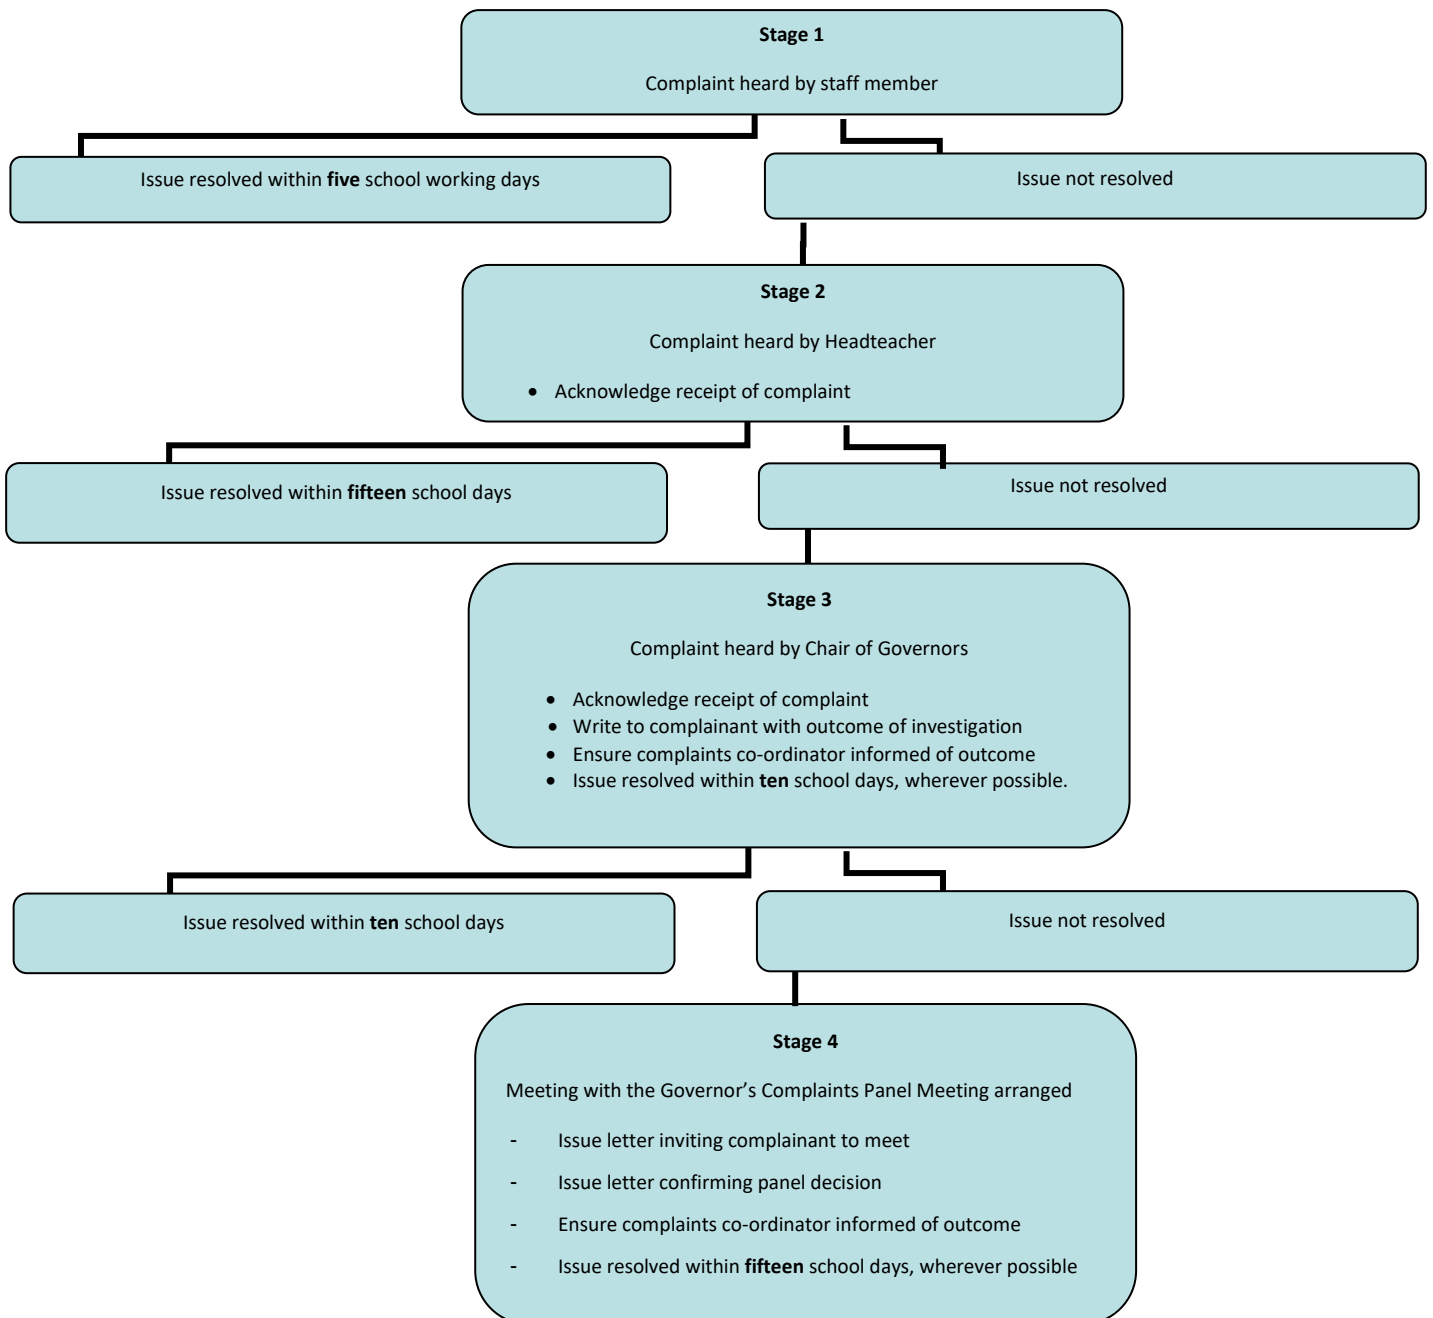 Stage 1
Complaint heard by staff member
Issue resolved within five school working days
Issue not resolved
Stage 2
Complaint heard by Headteacher
• Acknowledge receipt of complaint
Issue resolved within fifteen school days
Issue not resolved
Stage 3
Complaint heard by Chair of Governors
• Acknowledge receipt of complaint
• Write to complainant with outcome of investigation
• Ensure complaints co-ordinator informed of outcome
• Issue resolved within ten school days, wherever possible.
Issue resolved within ten school days
Issue not resolved
Stage 4
Meeting with the Governor’s Complaints Panel Meeting arranged
- Issue letter inviting complainant to meet
- Issue letter confirming panel decision
- Ensure complaints co-ordinator informed of outcome
- Issue resolved within fifteen school days, wherever possible